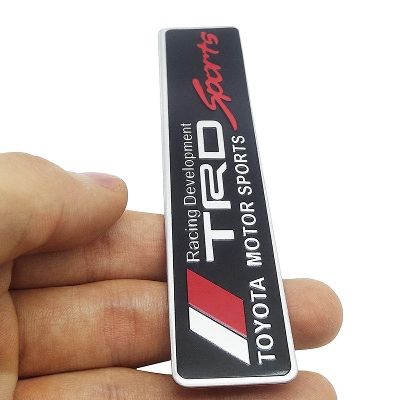 Racing Development
TRD Sports
TOYOTA MOTOR SPORTS